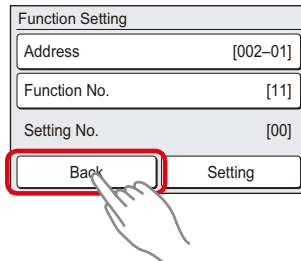 Function Setting
Address [002–01]
Function No. [11]
Setting No. [00]
Back Setting